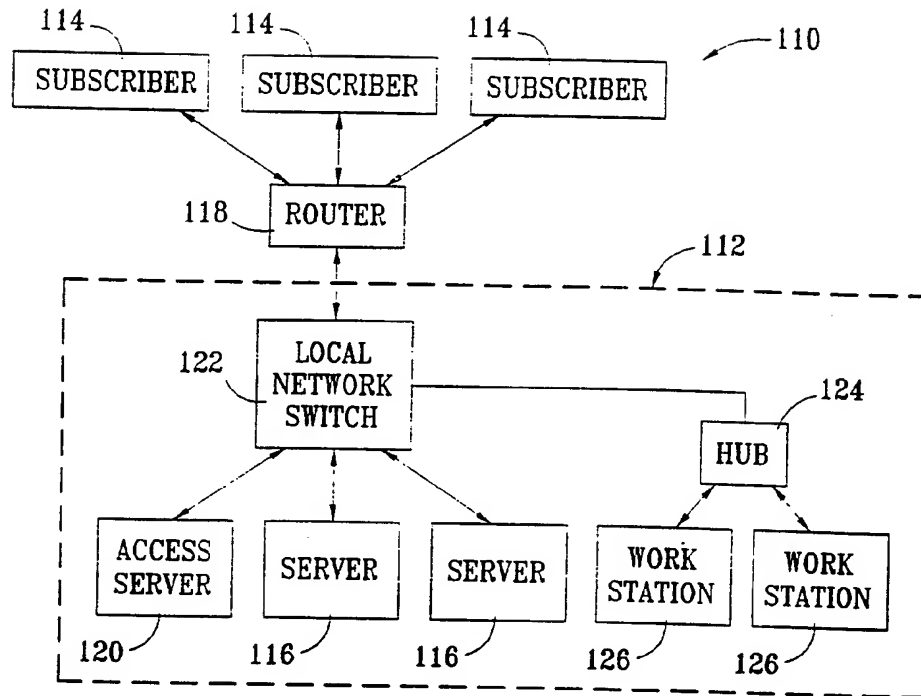 114
114
114
110
SUBSCRIBER
SUBSCRIBER
SUBSCRIBER
118
ROUTER
112
122
LOCAL
NETWORK
SWITCH
124
HUB
ACCESS
SERVER
SERVER
SERVER
WORK
STATION
WORK
STATION
120
116
116
126
126